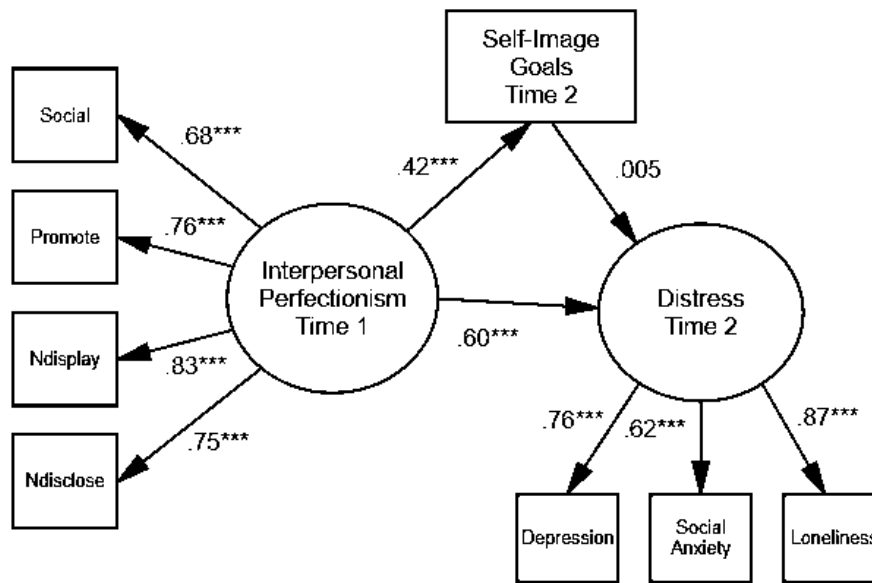 Self-Image
Goals
Time 2
Social
.68***
.42***
.005
Promote
.76***
Interpersonal
Perfectionism
Time 1
Distress
Time 2
.60***
Ndisplay
.83***
.75***
Ndisclose
.76***
.62***
.87***
Depression
Social
Anxiety
Loneliness